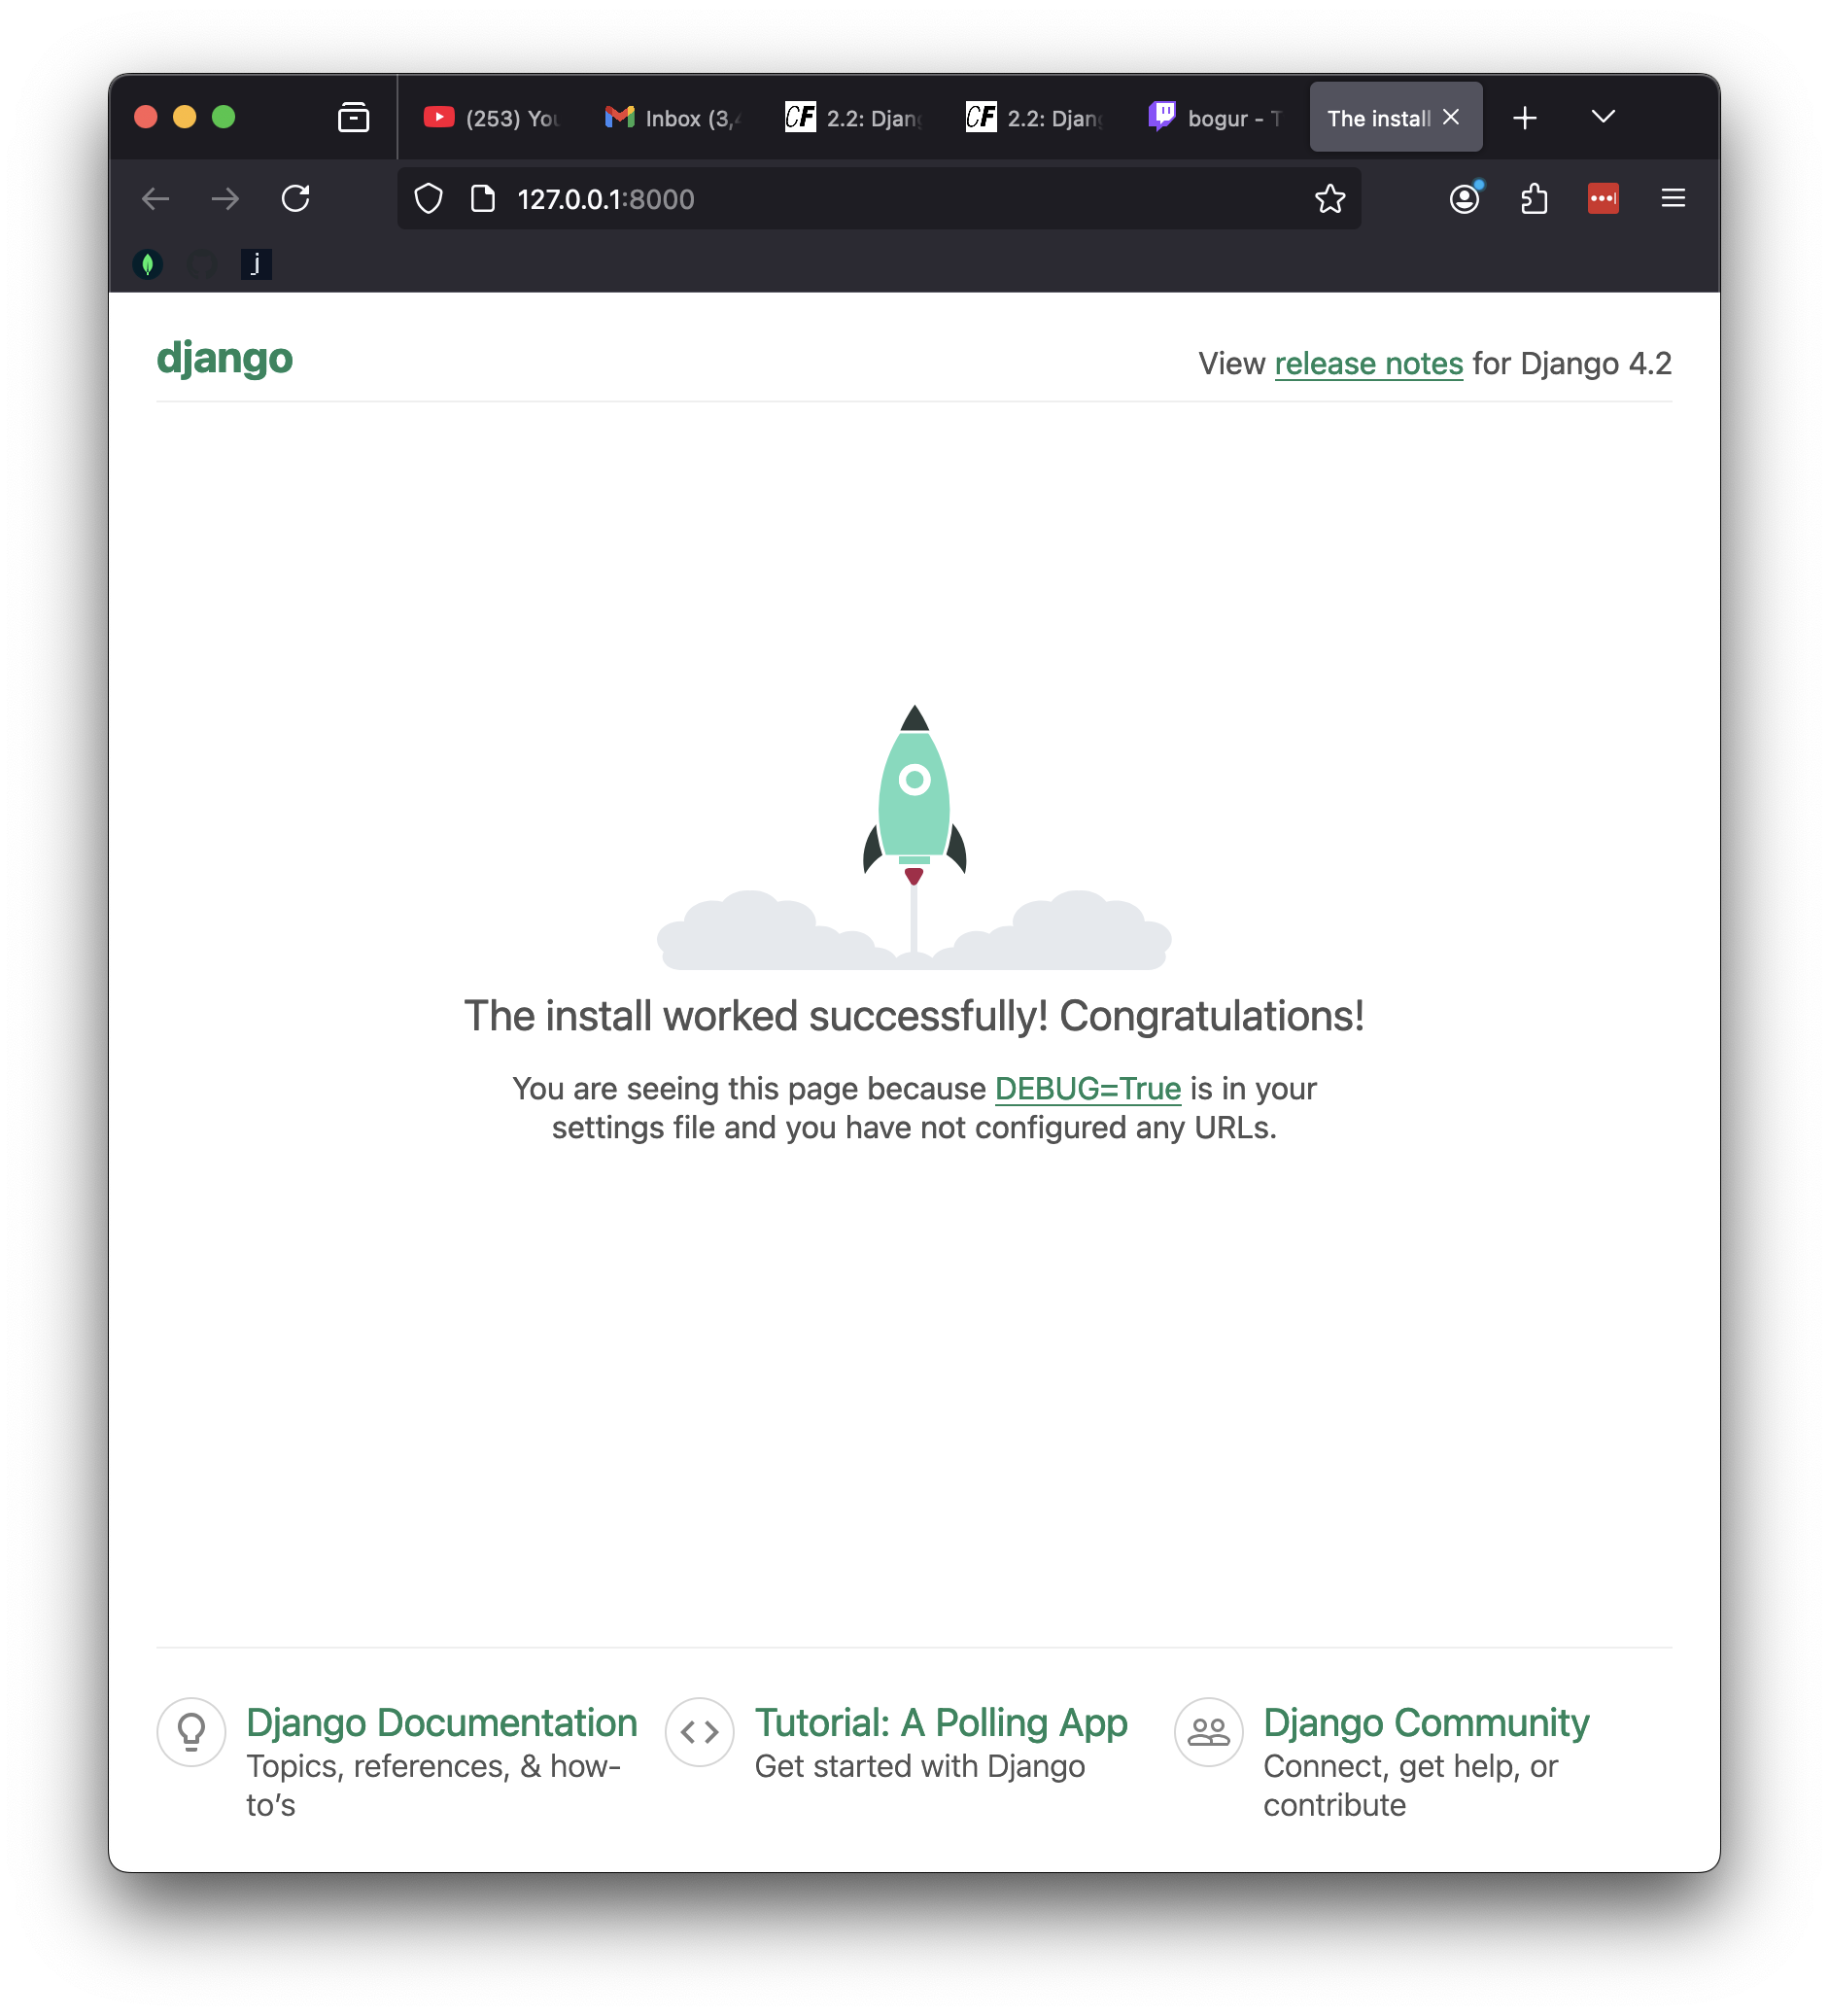 (253) You
Inbox (3,4
CF 2.2: Djang
CF 2.2: Djang
bogur - T
The install
127.0.0.1:8000
j
django
View release notes for Django 4.2
The install worked successfully! Congratulations!
You are seeing this page because DEBUG=True is in your
settings file and you have not configured any URLs.
Django Documentation
Topics, references, & how-
to’s
Tutorial: A Polling App
Get started with Django
Django Community
Connect, get help, or
contribute